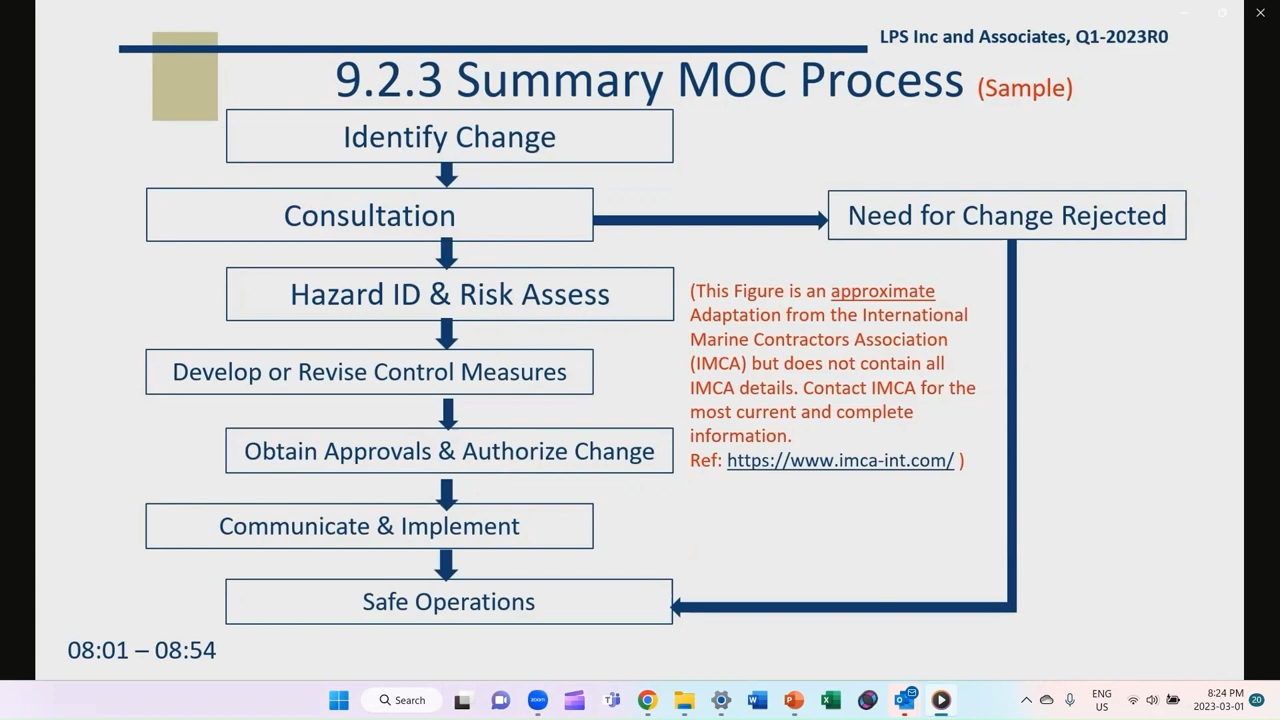 LPS Inc and Associates, Q1-2023R0
9.2.3 Summary MOC Process (Sample)
Identify Change
Consultation
Need for Change Rejected
Hazard ID & Risk Assess
(This Figure is an approximate
Adaptation from the International
Marine Contractors Association
(IMCA) but does not contain all
IMCA details. Contact IMCA for the
most current and complete
information.
Ref: https://www.imca-int.com/ )
Develop or Revise Control Measures
Obtain Approvals & Authorize Change
Communicate & Implement
Safe Operations
08:01 – 08:54
Search
zoom
ENG
US
8:24 PM
2023-03-01
20